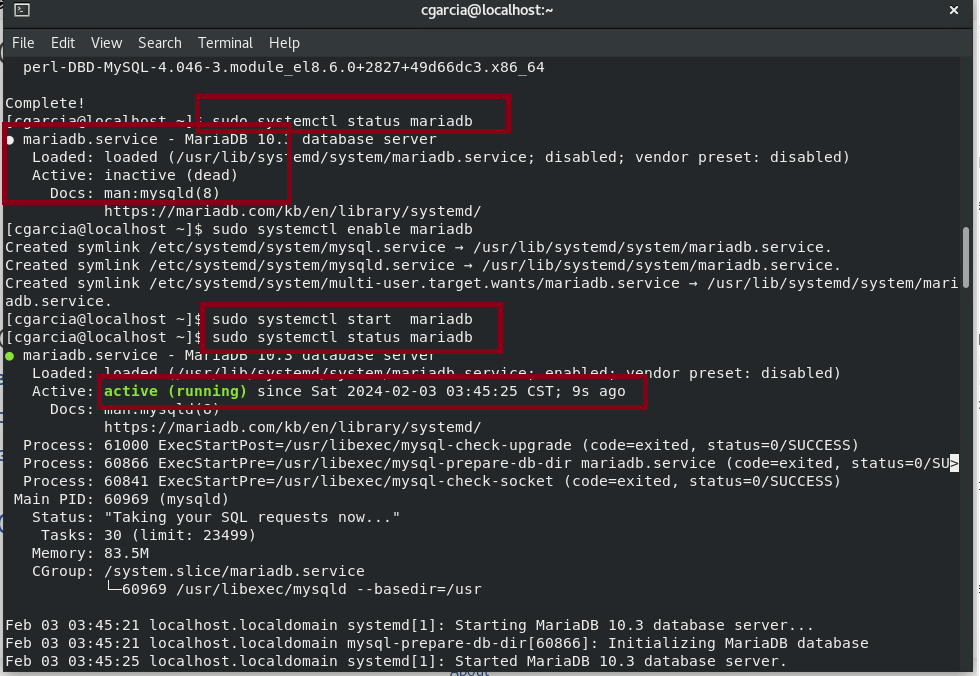 cgarcia@localhost:~
File Edit View Search Terminal Help
perl-DBD-MySQL-4.046-3.module_el8.6.0+2827+49d66dc3.x86_64
Complete!
[cgarcia@localhost ~]$ sudo systemctl status mariadb
● mariadb.service - MariaDB 10.3 database server
Loaded: loaded (/usr/lib/systemd/system/mariadb.service; disabled; vendor preset: disabled)
Active: inactive (dead)
Docs: man:mysqld(8)
https://mariadb.com/kb/en/library/systemd/
[cgarcia@localhost ~]$ sudo systemctl enable mariadb
Created symlink /etc/systemd/system/mysql.service → /usr/lib/systemd/system/mariadb.service.
Created symlink /etc/systemd/system/mysqld.service → /usr/lib/systemd/system/mariadb.service.
Created symlink /etc/systemd/system/multi-user.target.wants/mariadb.service → /usr/lib/systemd/system/mari
adb.service.
[cgarcia@localhost ~]$ sudo systemctl start  mariadb
[cgarcia@localhost ~]$ sudo systemctl status mariadb
● mariadb.service - MariaDB 10.3 database server
Loaded: loaded (/usr/lib/systemd/system/mariadb.service; enabled; vendor preset: disabled)
Active: active (running) since Sat 2024-02-03 03:45:25 CST; 9s ago
Docs: man:mysqld(8)
https://mariadb.com/kb/en/library/systemd/
Process: 61000 ExecStartPost=/usr/libexec/mysql-check-upgrade (code=exited, status=0/SUCCESS)
Process: 60866 ExecStartPre=/usr/libexec/mysql-prepare-db-dir mariadb.service (code=exited, status=0/SU>
Process: 60841 ExecStartPre=/usr/libexec/mysql-check-socket (code=exited, status=0/SUCCESS)
Main PID: 60969 (mysqld)
Status: "Taking your SQL requests now..."
Tasks: 30 (limit: 23499)
Memory: 83.5M
CGroup: /system.slice/mariadb.service
└─60969 /usr/libexec/mysqld --basedir=/usr
Feb 03 03:45:21 localhost.localdomain systemd[1]: Starting MariaDB 10.3 database server...
Feb 03 03:45:21 localhost.localdomain mysql-prepare-db-dir[60866]: Initializing MariaDB database
Feb 03 03:45:25 localhost.localdomain systemd[1]: Started MariaDB 10.3 database server.